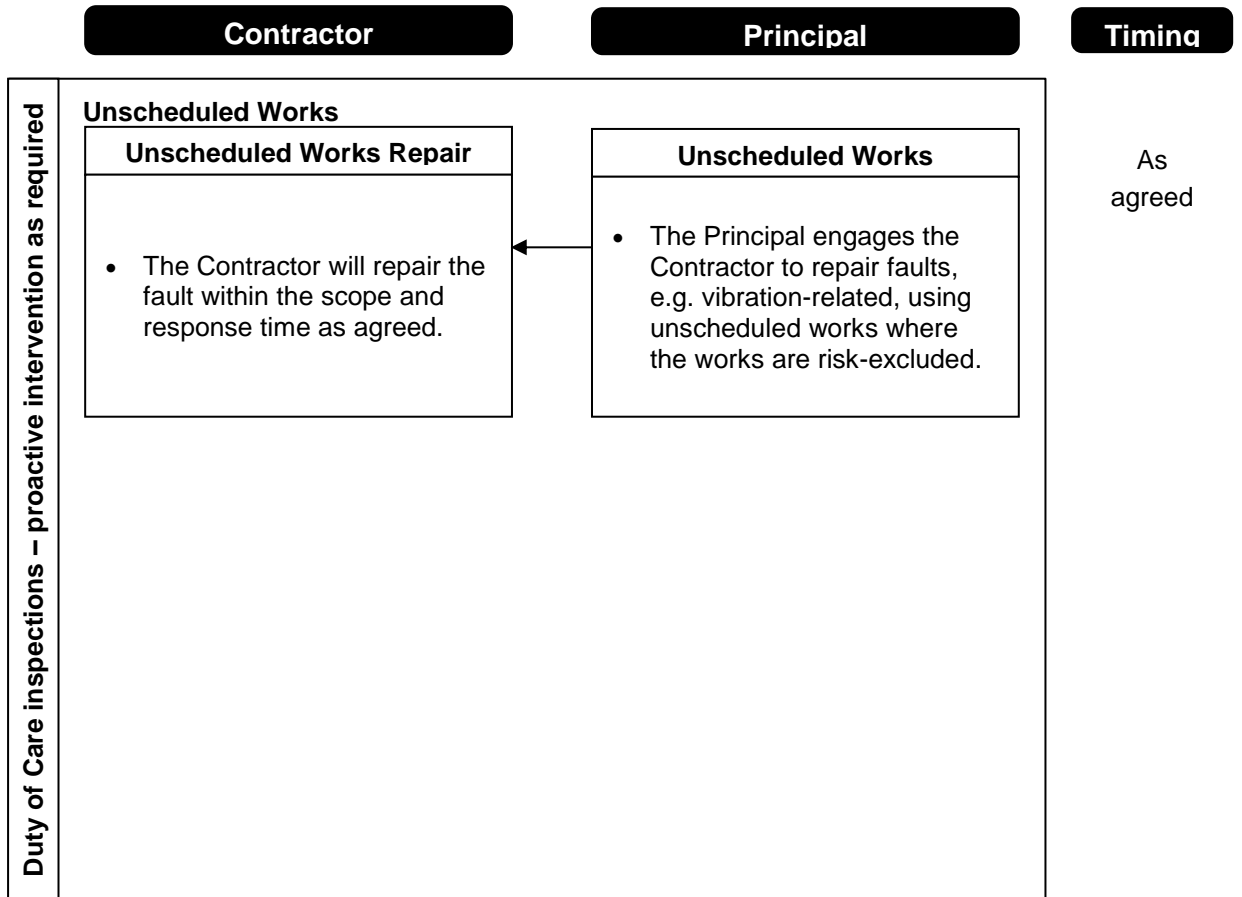 Contractor
Principal
Timing
Duty of Care inspections – proactive intervention as required
Unscheduled Works
Unscheduled Works Repair
• The Contractor will repair the
fault within the scope and
response time as agreed.
Unscheduled Works
• The Principal engages the
Contractor to repair faults,
e.g. vibration-related, using
unscheduled works where
the works are risk-excluded.
As
agreed